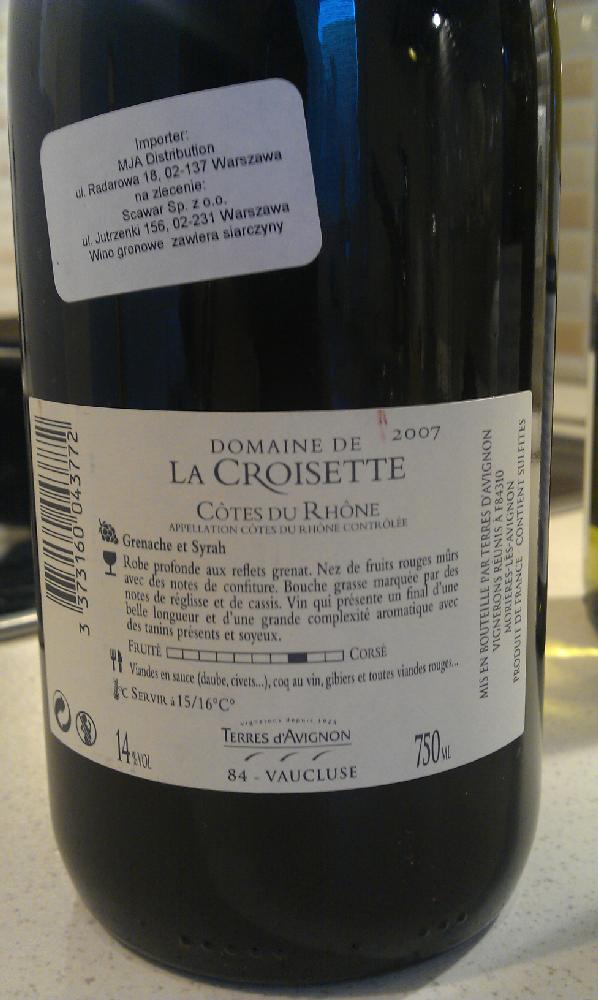 Importer:
MJA Distribution
ul. Radarowa 18, 02-137 Warszawa
na zlecenie:
Scawar Sp. z o.o.
ul. Jutrzenki 156, 02-231 Warszawa
Wino gronowe zawiera siarczyny
2007
DOMAINE DE
LA CROISETTE
CÔTES DU RHÔNE
APPELLATION CÔTES DU RHÔNE CONTRÔLÉE
Grenache et Syrah
Robe profonde aux reflets grenat. Nez de fruits rouges mûrs
avec des notes de confiture. Bouche grasse marquée par des
notes de réglisse et de cassis. Vin qui présente un final d'une
belle longueur et d'une grande complexité aromatique avec
des tanins présents et soyeux.
FRUITÉ CORSÉ
Viandes en sauce (daube, civets...), coq au vin, gibiers et toutes viandes rouges...
°C SERVIR à 15/16°C°
vignerons depuis
TERRES d'AVIGNON
84 - VAUCLUSE
14%VOL
750ML
3 373160 043772
MIS EN BOUTEILLE PAR TERRES D'AVIGNON
VIGNERONS RÉUNIS À F84310
MORIÈRES-LES-AVIGNON
PRODUIT DE FRANCE CONTIENT SULFITES